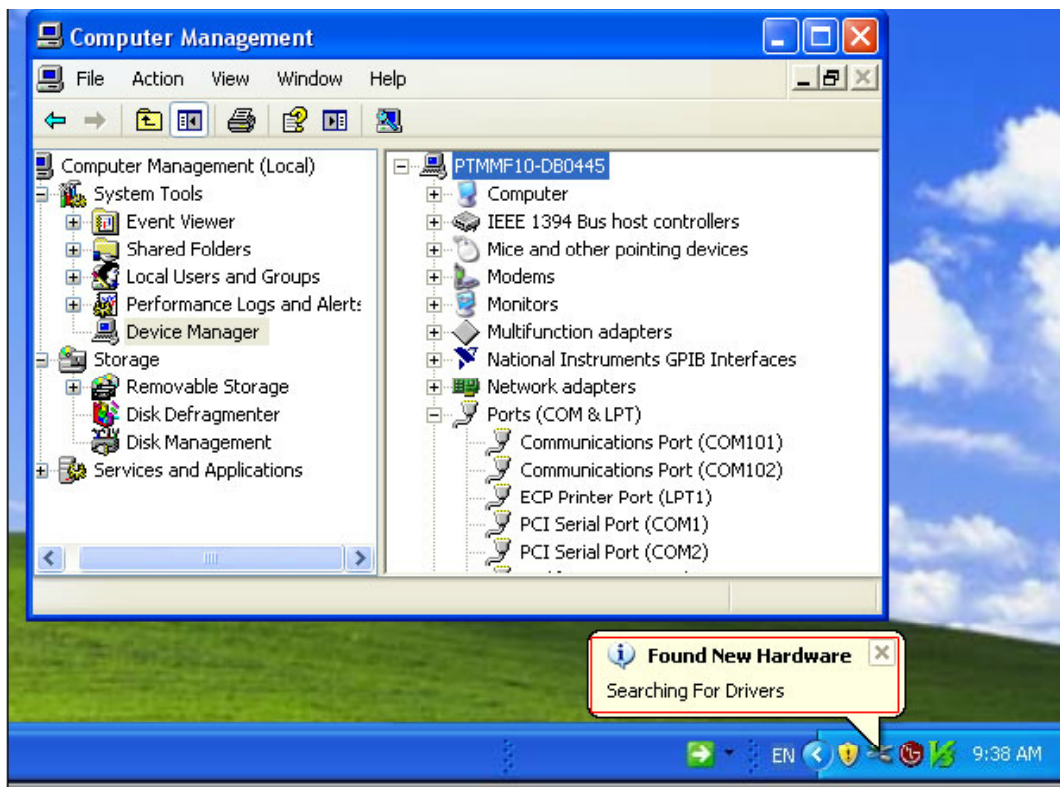 Computer Management
File Action View Window Help
Computer Management (Local)
System Tools
Event Viewer
Shared Folders
Local Users and Groups
Performance Logs and Alert:
Device Manager
Storage
Removable Storage
Disk Defragmenter
Disk Management
Services and Applications
PTMMF10-DB0445
Computer
IEEE 1394 Bus host controllers
Mice and other pointing devices
Modems
Monitors
Multifunction adapters
National Instruments GPIB Interfaces
Network adapters
Ports (COM & LPT)
Communications Port (COM101)
Communications Port (COM102)
ECP Printer Port (LPT1)
PCI Serial Port (COM1)
PCI Serial Port (COM2)
Found New Hardware
Searching For Drivers
EN 9:38 AM